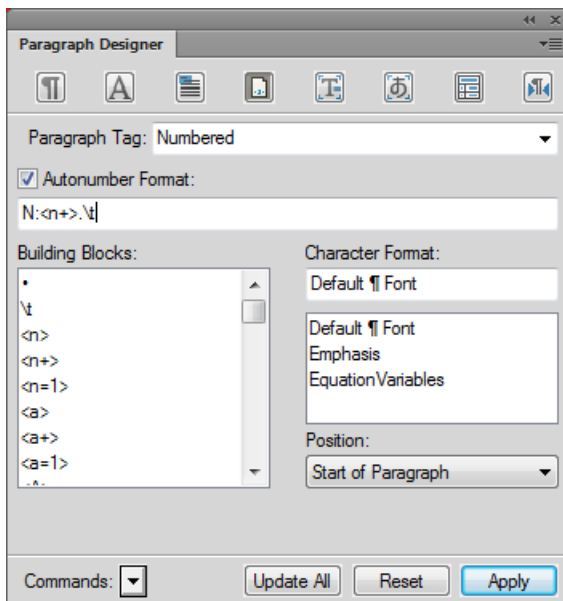 Paragraph Designer
Paragraph Tag: Numbered
Autonumber Format:
N:<n+>.\t
Building Blocks:
•
\t
<n>
<n+>
<n=1>
<a>
<a+>
<a=1>
Character Format:
Default ¶ Font
Default ¶ Font
Emphasis
EquationVariables
Position:
Start of Paragraph
Commands:
Update All
Reset
Apply